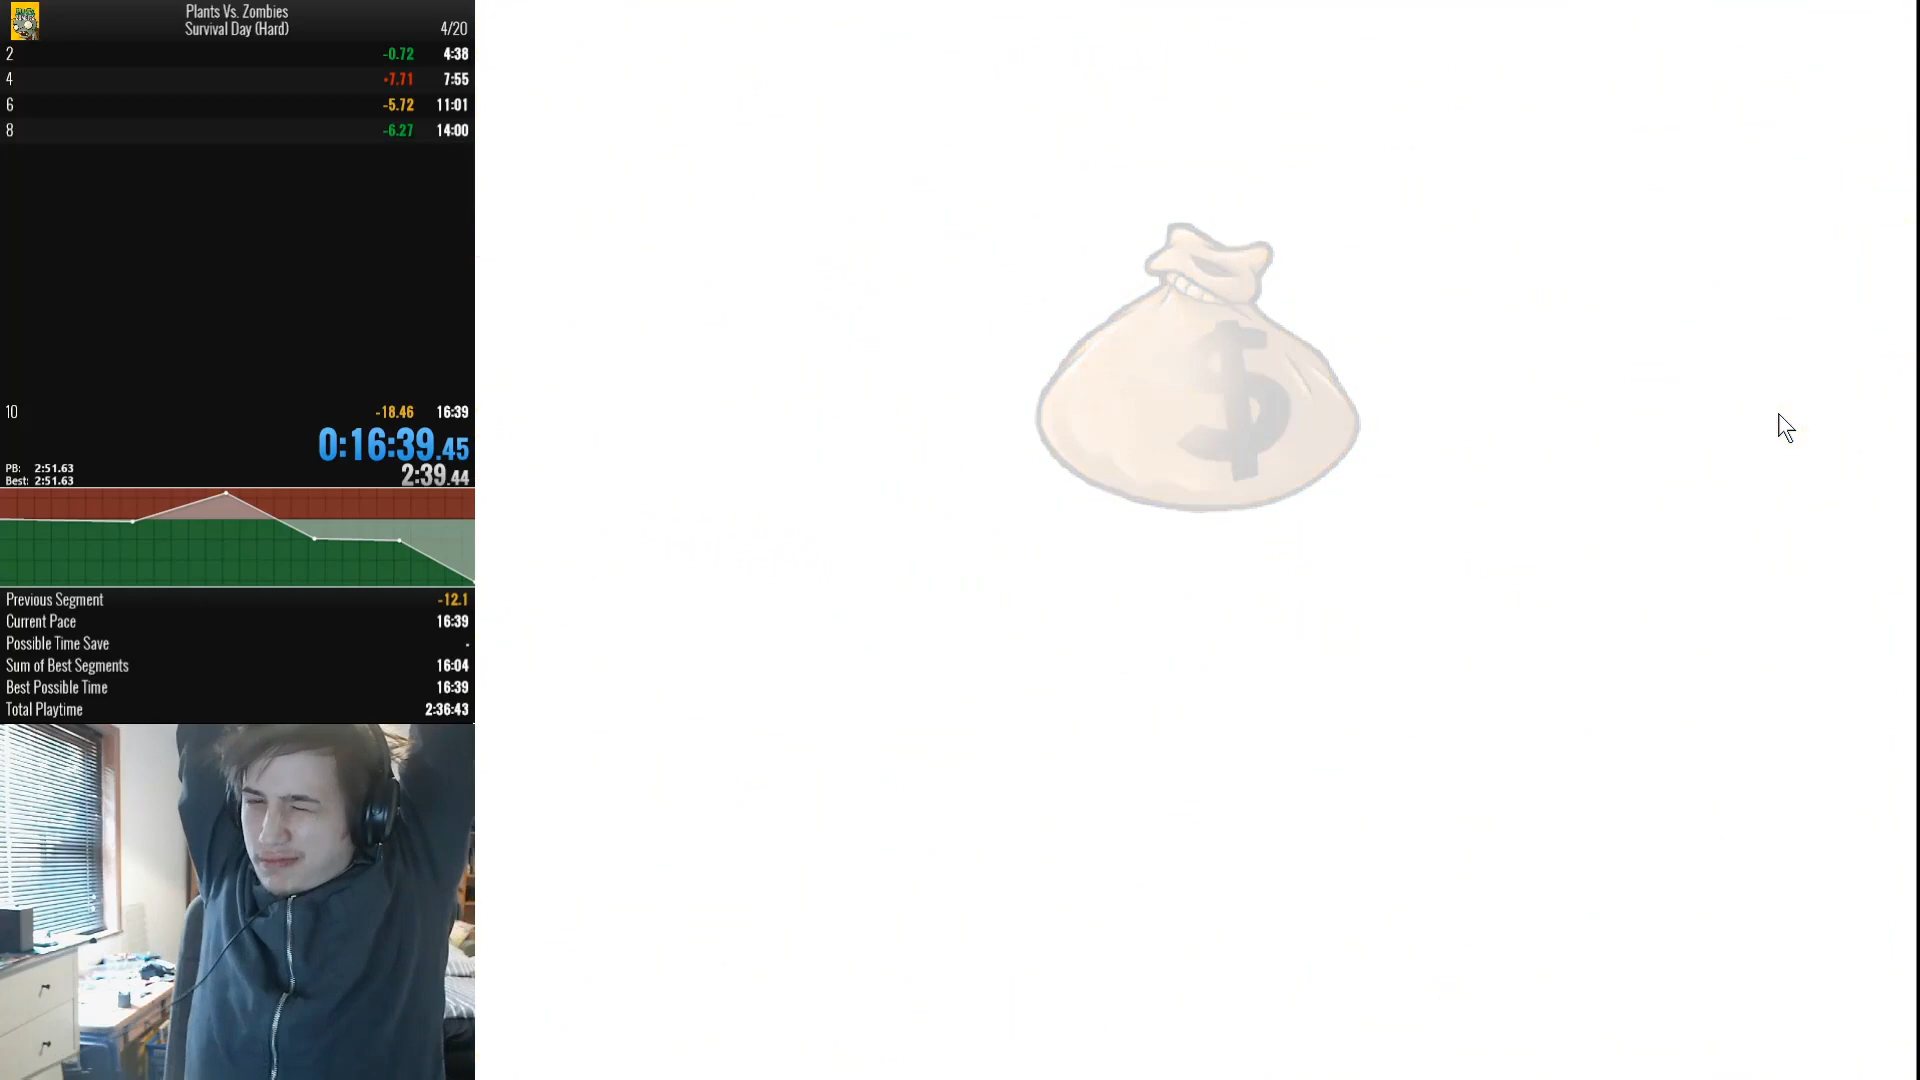 Plants Vs. Zombies
Survival Day (Hard)
4/20
2 -0.72 4:38
4 +7.71 7:55
6 -5.72 11:01
8 -6.27 14:00
10 -18.46 16:39
0:16:39.45
PB: 2:51.63
Best: 2:51.63
2:39.44
Previous Segment -12.1
Current Pace 16:39
Possible Time Save -
Sum of Best Segments 16:04
Best Possible Time 16:39
Total Playtime 2:36:43
$